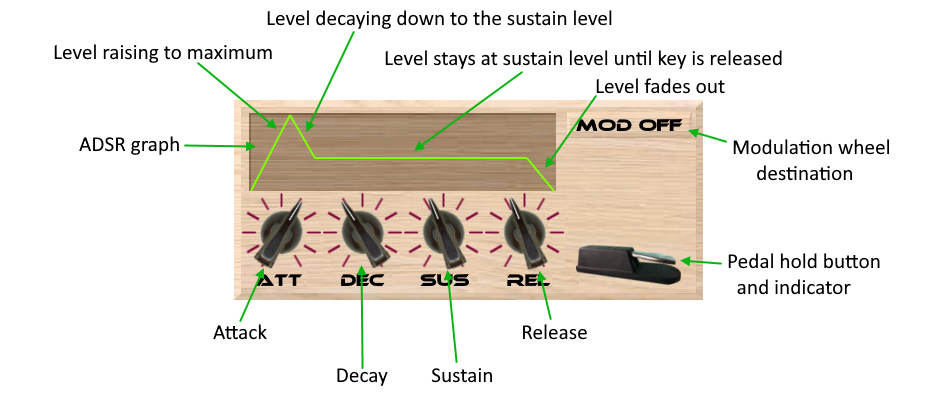 Level decaying down to the sustain level
Level raising to maximum
Level stays at sustain level until key is released
Level fades out
ADSR graph
MOD OFF
Modulation wheel
destination
Pedal hold button
and indicator
ATT DEC SUS REL
Attack
Release
Decay
Sustain